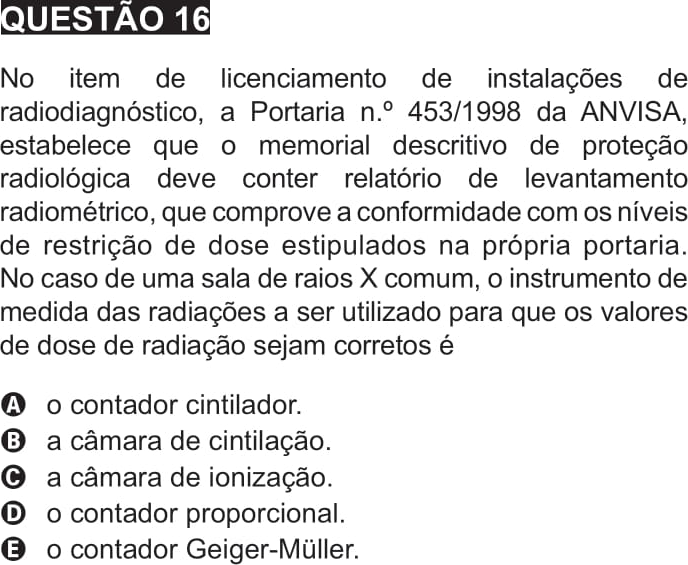 QUESTÃO 16
No item de licenciamento de instalações de
radiodiagnóstico, a Portaria n.º 453/1998 da ANVISA,
estabelece que o memorial descritivo de proteção
radiológica deve conter relatório de levantamento
radiométrico, que comprove a conformidade com os níveis
de restrição de dose estipulados na própria portaria.
No caso de uma sala de raios X comum, o instrumento de
medida das radiações a ser utilizado para que os valores
de dose de radiação sejam corretos é
A o contador cintilador.
B a câmara de cintilação.
C a câmara de ionização.
D o contador proporcional.
E o contador Geiger-Müller.